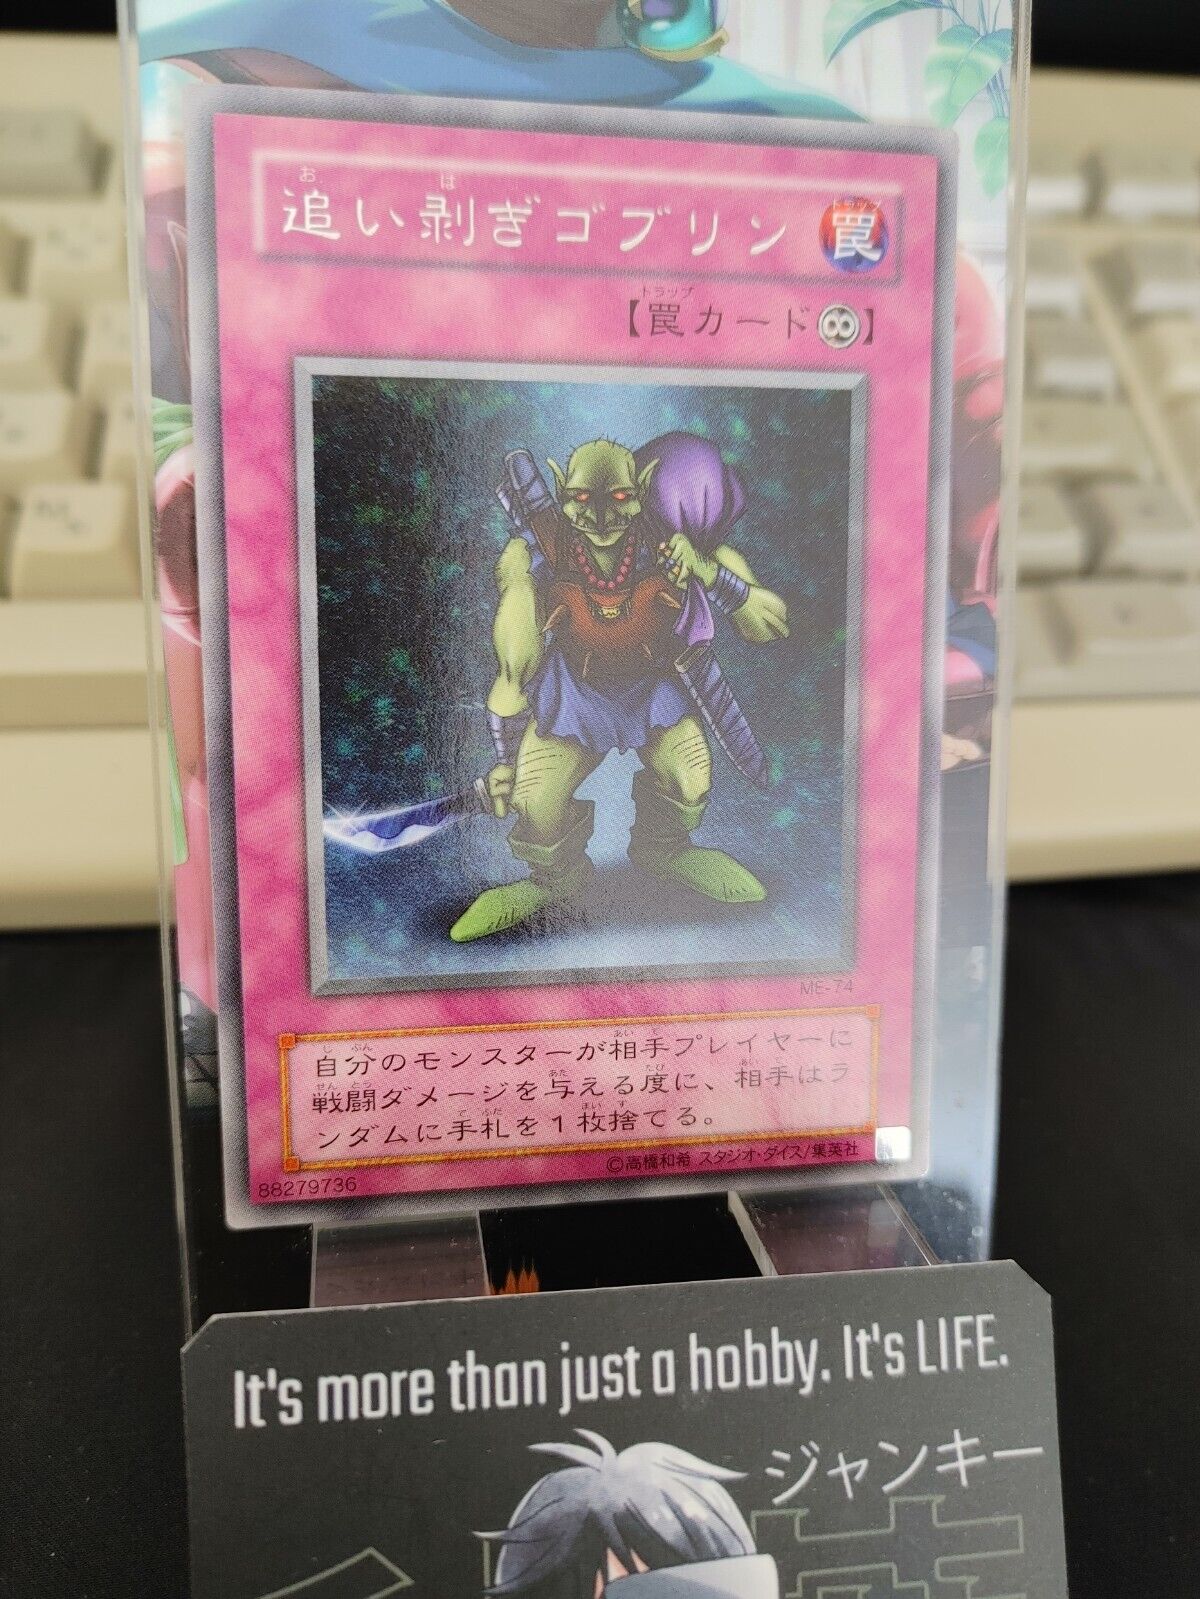 追い剥ぎゴブリン 罠
【罠カード∞】
ME-74
自分のモンスターが相手プレイヤーに
戦闘ダメージを与える度に、相手はラ
ンダムに手札を1枚捨てる。
©高橋和希 スタジオ・ダイス/集英社
88279736
It's more than just a hobby. It's LIFE.
ジャンキー